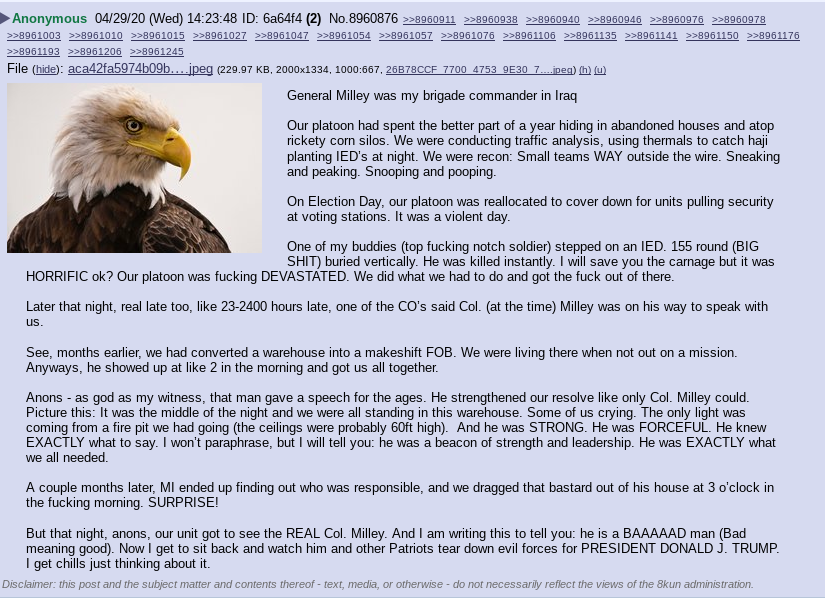 Anonymous 04/29/20 (Wed) 14:23:48 ID: 6a64f4 (2) No.8960876 >>8960911 >>8960938 >>8960940 >>8960946 >>8960976 >>8960978
>>8961003 >>8961010 >>8961015 >>8961027 >>8961047 >>8961054 >>8961057 >>8961076 >>8961106 >>8961135 >>8961141 >>8961150 >>8961176
>>8961193 >>8961206 >>8961245
File (hide): aca42fa5974b09b….jpeg (229.97 KB, 2000x1334, 1000:667, 26B78CCF_7700_4753_9E30_7….jpeg) (h) (u)
General Milley was my brigade commander in Iraq
Our platoon had spent the better part of a year hiding in abandoned houses and atop
rickety corn silos. We were conducting traffic analysis, using thermals to catch haji
planting IED's at night. We were recon: Small teams WAY outside the wire. Sneaking
and peaking. Snooping and pooping.
On Election Day, our platoon was reallocated to cover down for units pulling security
at voting stations. It was a violent day.
One of my buddies (top fucking notch soldier) stepped on an IED. 155 round (BIG
SHIT) buried vertically. He was killed instantly. I will save you the carnage but it was
HORRIFIC ok? Our platoon was fucking DEVASTATED. We did what we had to do and got the fuck out of there.
Later that night, real late too, like 23-2400 hours late, one of the CO's said Col. (at the time) Milley was on his way to speak with
us.
See, months earlier, we had converted a warehouse into a makeshift FOB. We were living there when not out on a mission.
Anyways, he showed up at like 2 in the morning and got us all together.
Anons - as god as my witness, that man gave a speech for the ages. He strengthened our resolve like only Col. Milley could.
Picture this: It was the middle of the night and we were all standing in this warehouse. Some of us crying. The only light was
coming from a fire pit we had going (the ceilings were probably 60ft high). And he was STRONG. He was FORCEFUL. He knew
EXACTLY what to say. I won't paraphrase, but I will tell you: he was a beacon of strength and leadership. He was EXACTLY what
we all needed.
A couple months later, MI ended up finding out who was responsible, and we dragged that bastard out of his house at 3 o'clock in
the fucking morning. SURPRISE!
But that night, anons, our unit got to see the REAL Col. Milley. And I am writing this to tell you: he is a BAAAAAD man (Bad
meaning good). Now I get to sit back and watch him and other Patriots tear down evil forces for PRESIDENT DONALD J. TRUMP.
I get chills just thinking about it.
Disclaimer: this post and the subject matter and contents thereof - text, media, or otherwise - do not necessarily reflect the views of the 8kun administration.